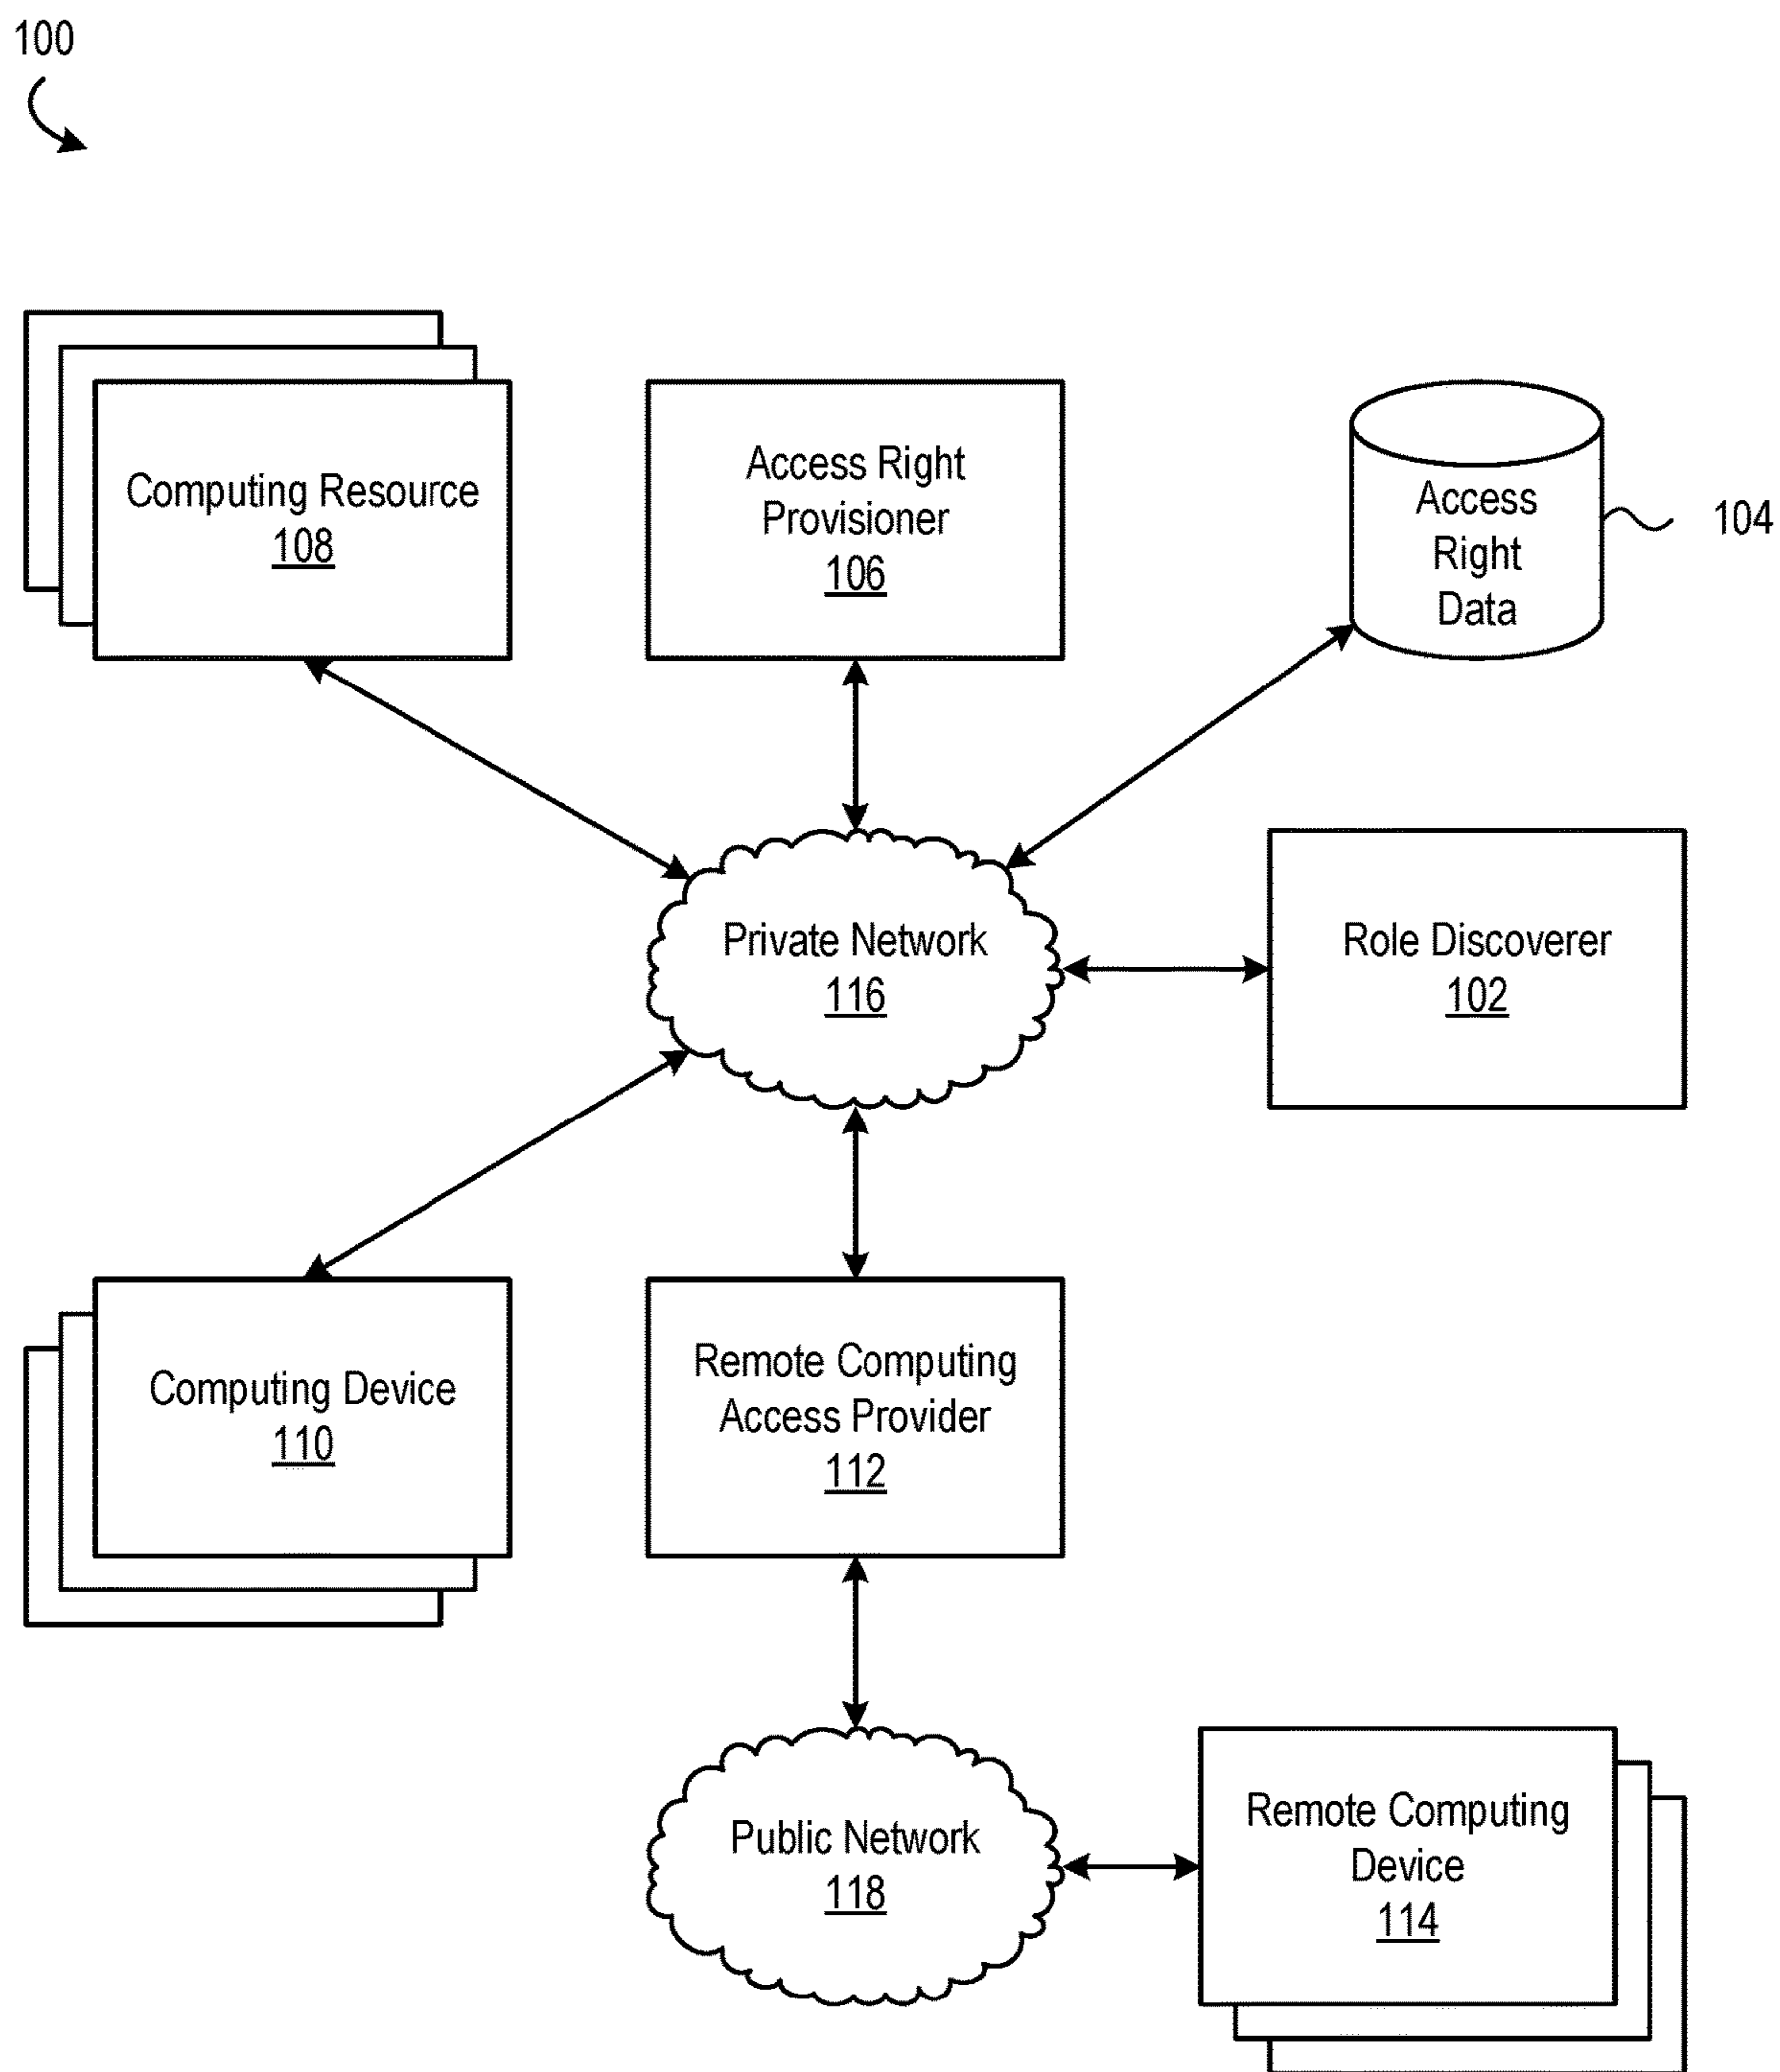 100
Computing Resource
108
Access Right
Provisioner
106
Access
Right
Data
104
Private Network
116
Role Discoverer
102
Computing Device
110
Remote Computing
Access Provider
112
Public Network
118
Remote Computing
Device
114